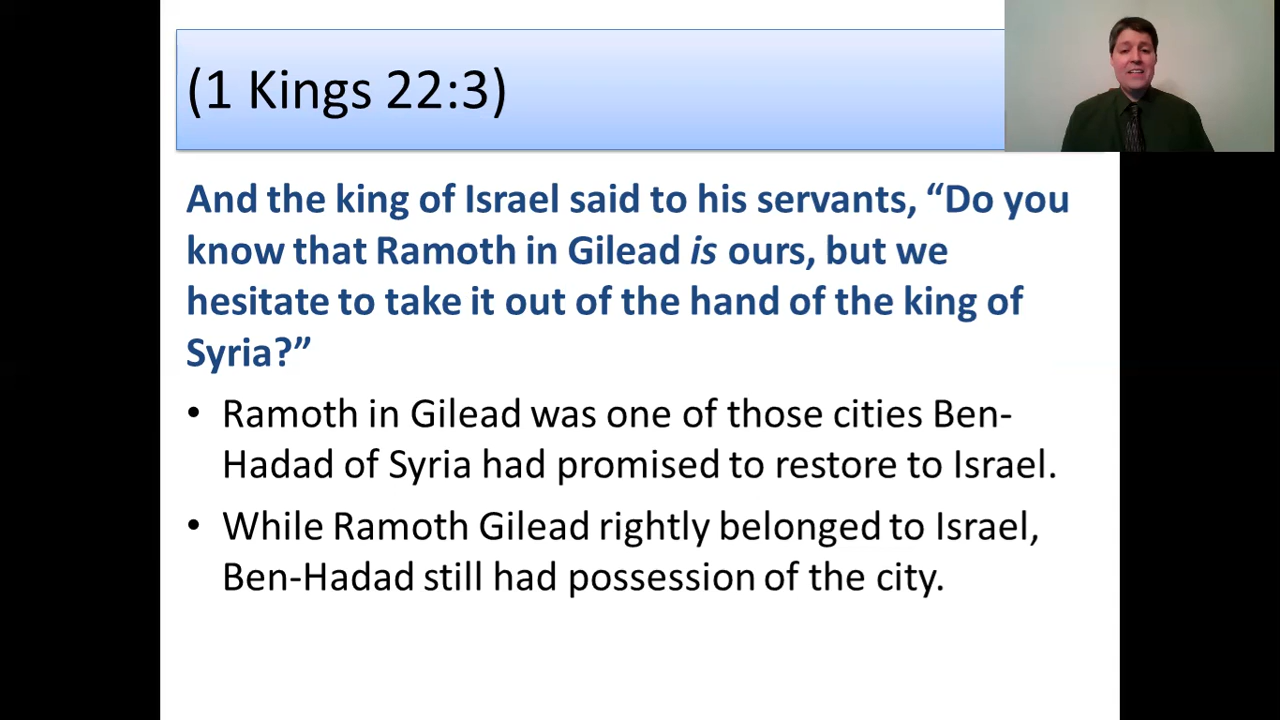 (1 Kings 22:3)
And the king of Israel said to his servants, “Do you
know that Ramoth in Gilead is ours, but we
hesitate to take it out of the hand of the king of
Syria?”
• Ramoth in Gilead was one of those cities Ben-
Hadad of Syria had promised to restore to Israel.
• While Ramoth Gilead rightly belonged to Israel,
Ben-Hadad still had possession of the city.